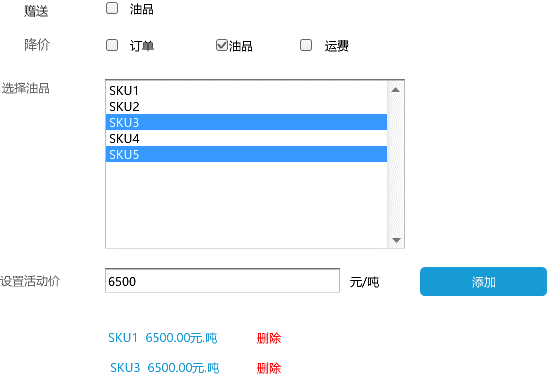 赠送 油品
降价 订单 油品 运费
选择油品
SKU1
SKU2
SKU3
SKU4
SKU5
设置活动价 6500 元/吨 添加
SKU1 6500.00元.吨 删除
SKU3 6500.00元.吨 删除